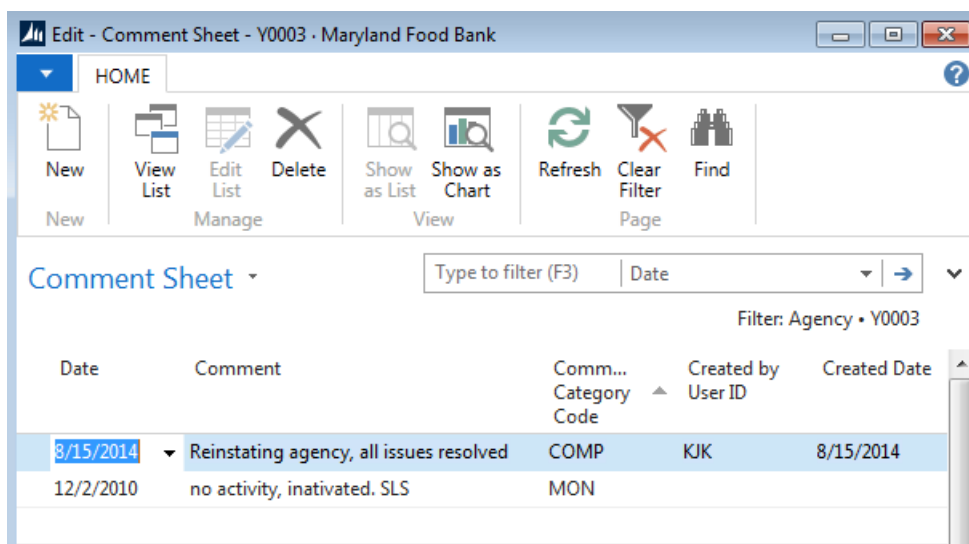 Edit - Comment Sheet - Y0003 · Maryland Food Bank
HOME
New View List Edit List Delete Show as List Show as Chart Refresh Clear Filter Find
New Manage View Page
Comment Sheet Type to filter (F3) Date
Filter: Agency • Y0003
Date Comment Comm... Category Code Created by User ID Created Date
8/15/2014 Reinstating agency, all issues resolved COMP KJK 8/15/2014
12/2/2010 no activity, inativated. SLS MON